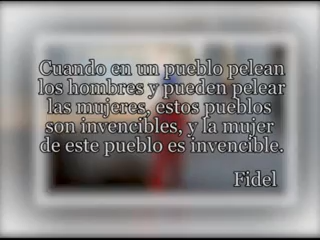 Cuando en un pueblo pelean
los hombres y pueden pelear
las mujeres, estos pueblos
son invencibles, y la mujer
de este pueblo es invencible.
Fidel